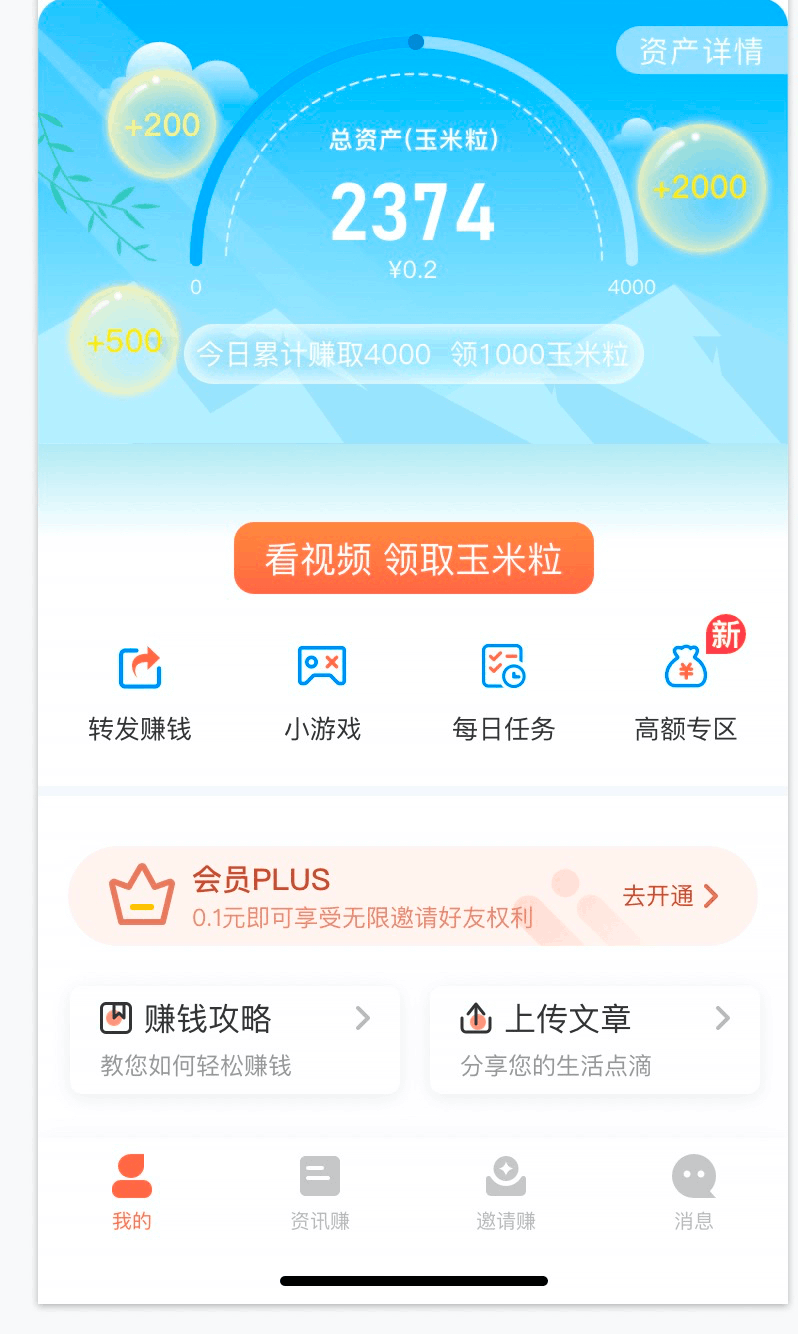 资产详情
+200
总资产(玉米粒)
+2000
2374
¥0.2
0
4000
+500
今日累计赚取4000 领1000玉米粒
看视频 领取玉米粒
新
转发赚钱
小游戏
每日任务
高额专区
会员PLUS
0.1元即可享受无限邀请好友权利
去开通
赚钱攻略
教您如何轻松赚钱
上传文章
分享您的生活点滴
我的
资讯赚
邀请赚
消息